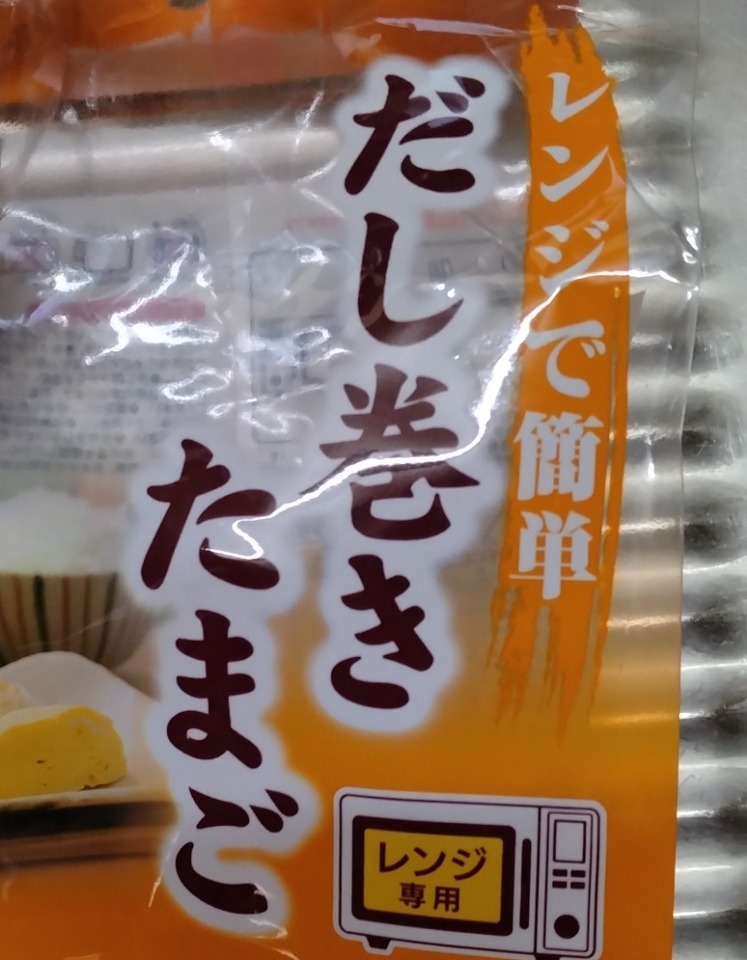 レンジで簡単
だし巻き
たまご
レンジ
専用